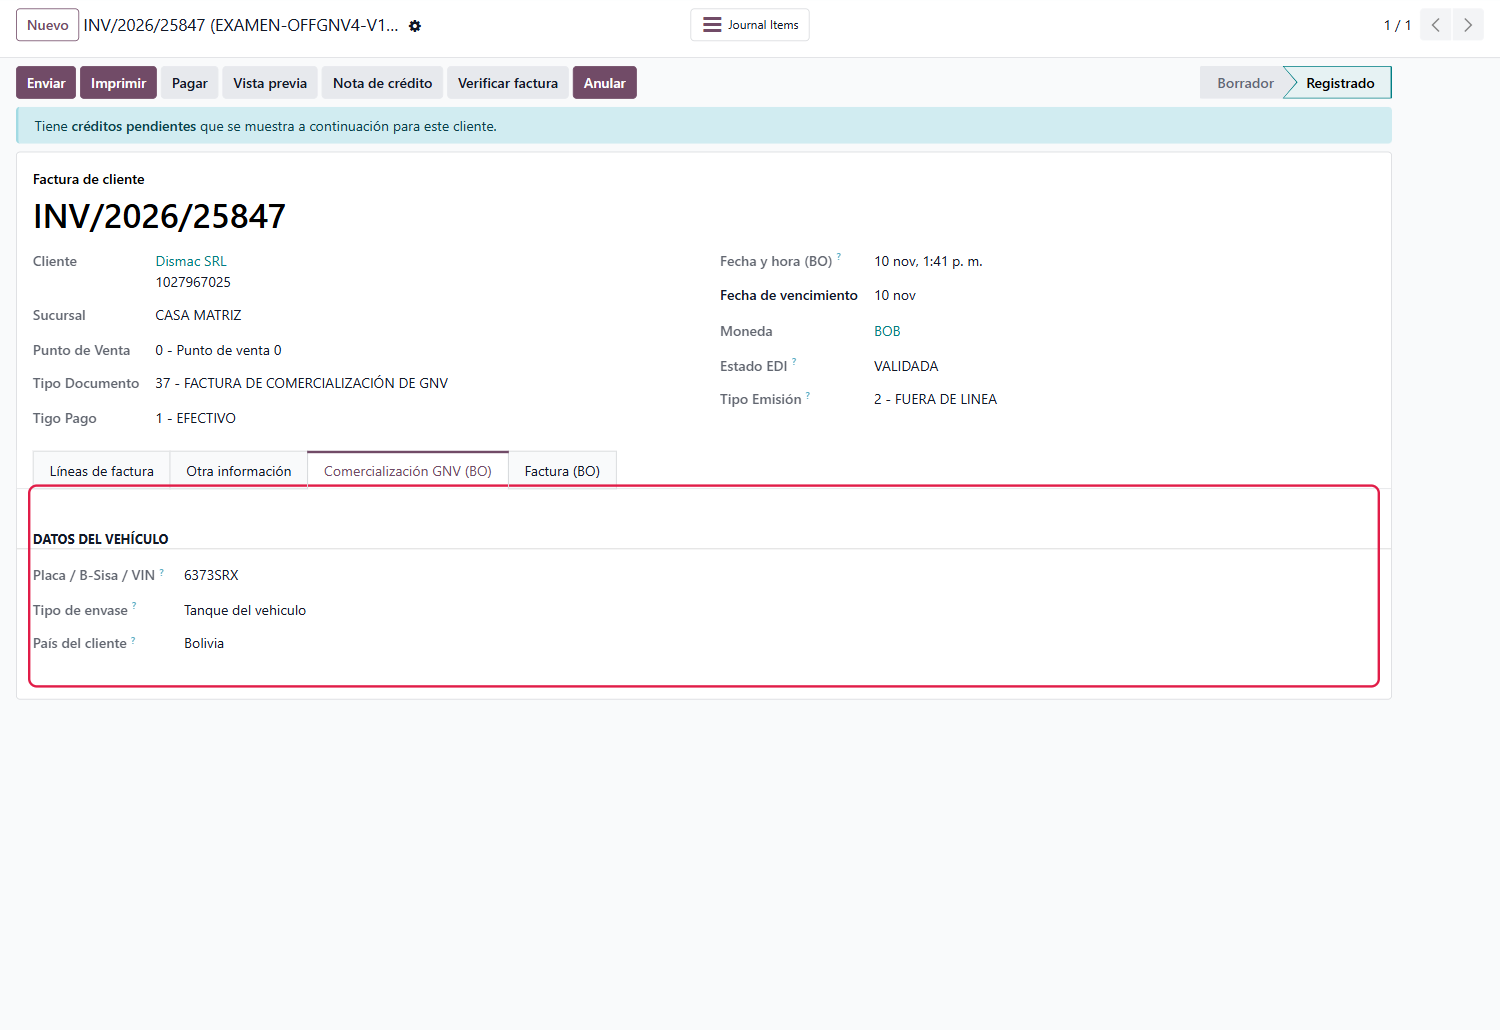 Nuevo INV/2026/25847 (EXAMEN-OFFGNV4-V1... Journal Items 1 / 1
Enviar Imprimir Pagar Vista previa Nota de crédito Verificar factura Anular Borrador Registrado
Tiene créditos pendientes que se muestra a continuación para este cliente.
Factura de cliente
INV/2026/25847
Cliente Dismac SRL
1027967025
Sucursal CASA MATRIZ
Punto de Venta 0 - Punto de venta 0
Tipo Documento 37 - FACTURA DE COMERCIALIZACIÓN DE GNV
Tigo Pago 1 - EFECTIVO
Fecha y hora (BO) ? 10 nov, 1:41 p. m.
Fecha de vencimiento 10 nov
Moneda BOB
Estado EDI ? VALIDADA
Tipo Emisión ? 2 - FUERA DE LINEA
Líneas de factura Otra información Comercialización GNV (BO) Factura (BO)
DATOS DEL VEHÍCULO
Placa / B-Sisa / VIN ? 6373SRX
Tipo de envase ? Tanque del vehiculo
País del cliente ? Bolivia